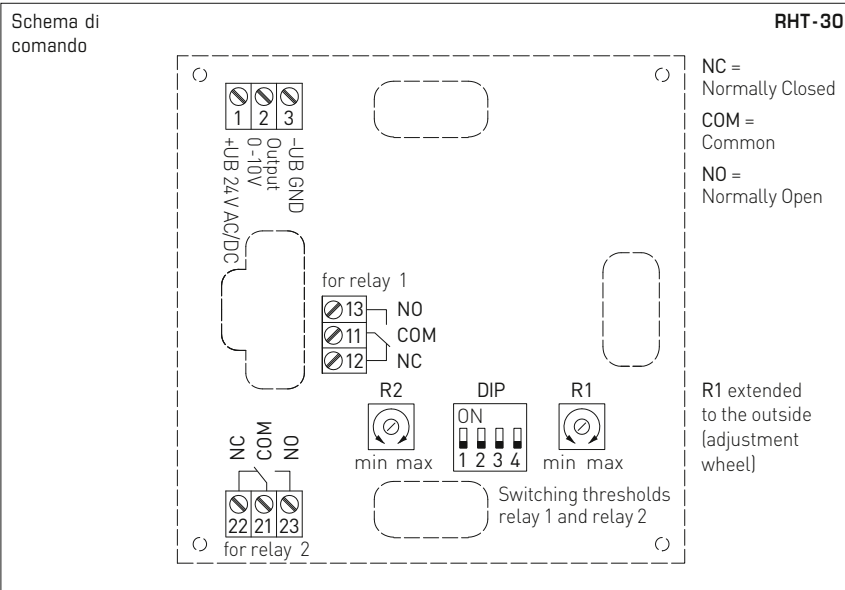 Schema di
comando
RHT-30
NC =
Normally Closed
COM =
Common
NO =
Normally Open
1 2 3
+UB 24V AC/DC
Output
0-10V
-UB GND
for relay 1
13 NO
11 COM
12 NC
R2
min max
DIP
ON
1 2 3 4
R1
min max
R1 extended
to the outside
(adjustment
wheel)
Switching thresholds
relay 1 and relay 2
NC COM NO
22 21 23
for relay 2